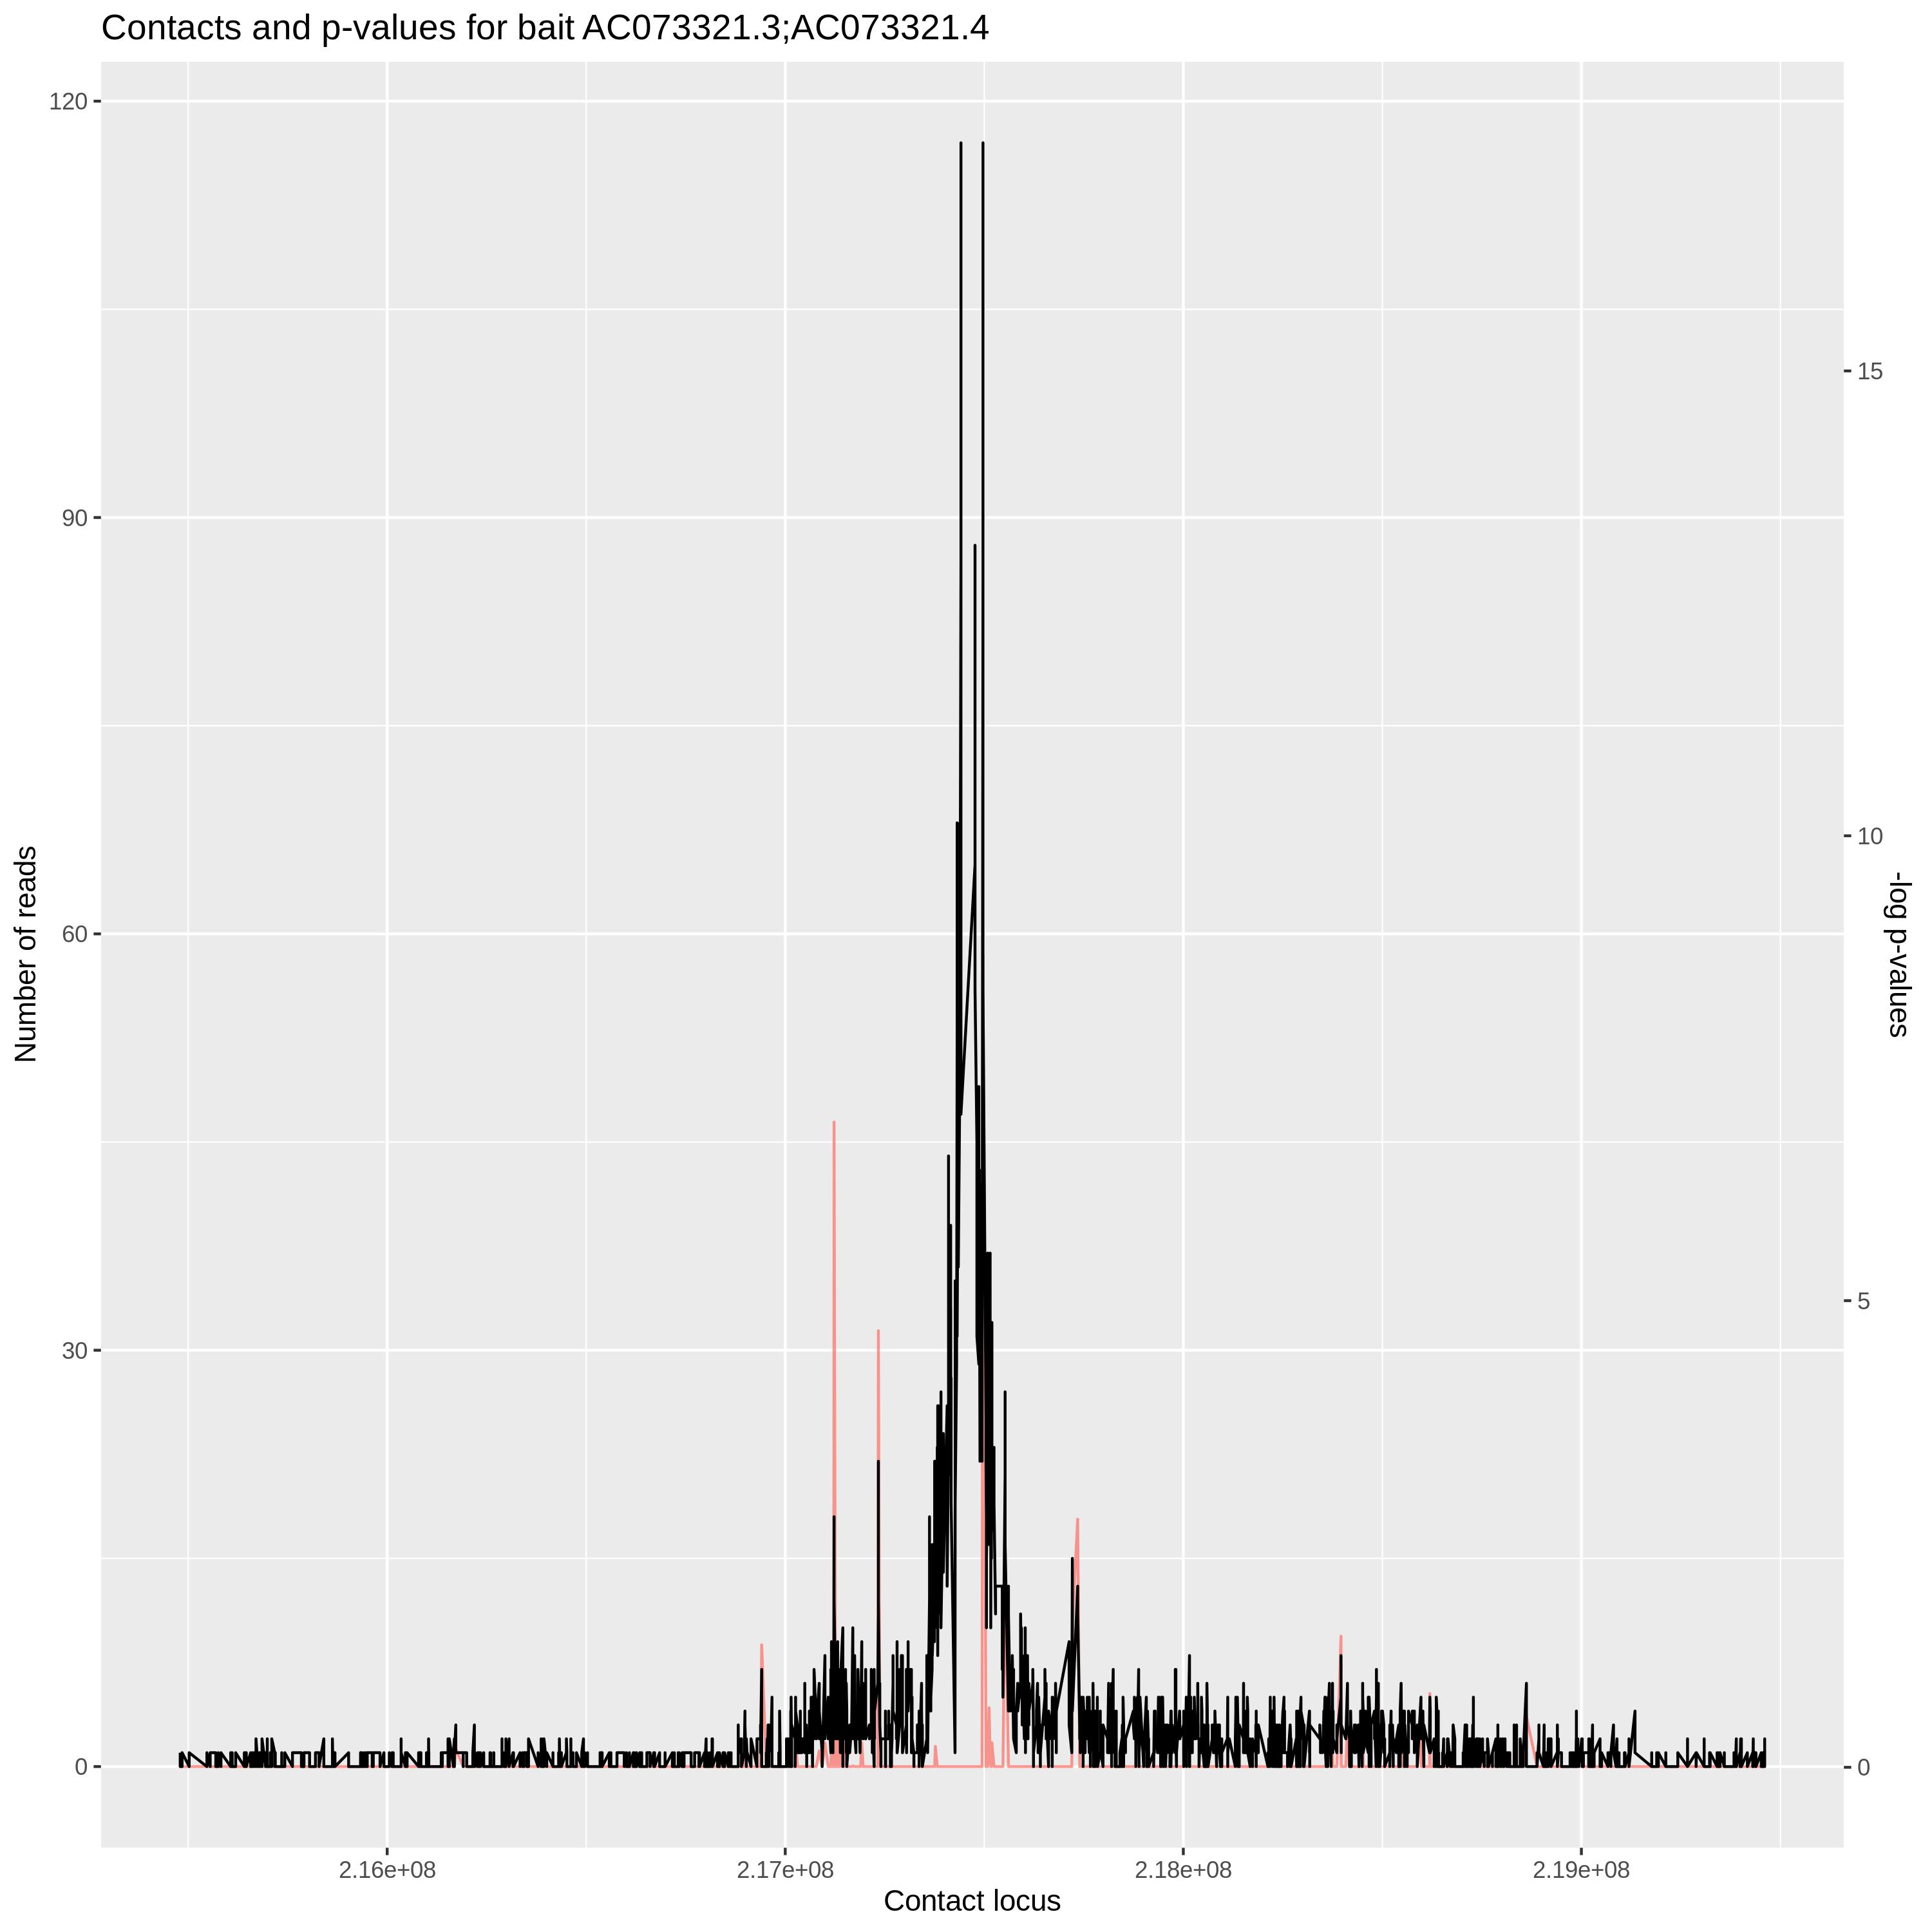 Contacts and p-values for bait AC073321.3;AC073321.4
120
90
60
30
0
Number of reads
15
10
5
0
-log p-values
2.16e+08
2.17e+08
2.18e+08
2.19e+08
Contact locus